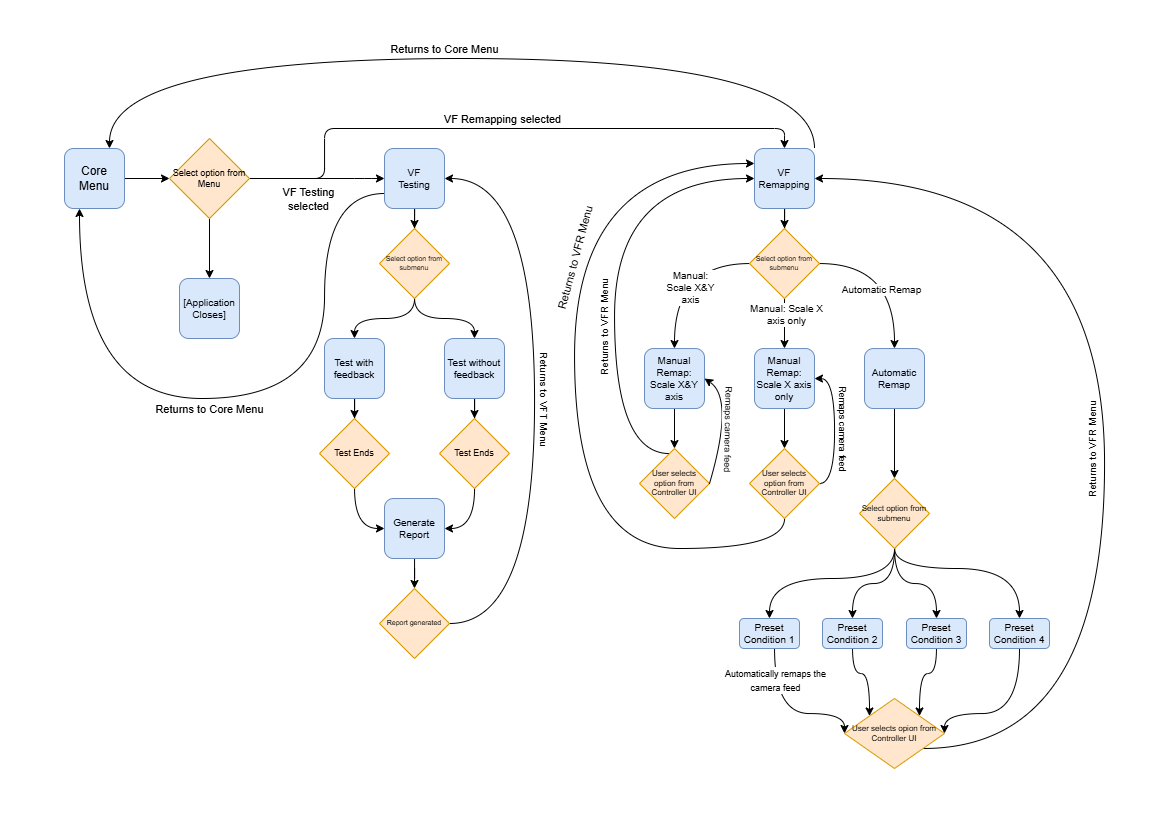 Returns to Core Menu
VF Remapping selected
Core
Menu
Select option from
Menu
VF Testing
selected
VF
Testing
VF
Remapping
[Application
Closes]
Select option from
submenu
Returns to Core Menu
Test with
feedback
Test without
feedback
Test Ends
Test Ends
Generate
Report
Report generated
Returns to VFT Menu
Returns to VFR Menu
Returns to VFR Menu
Select option from
submenu
Manual:
Scale X&Y
axis
Manual: Scale X
axis only
Automatic Remap
Manual
Remap:
Scale X&Y
axis
Manual
Remap:
Scale X axis
only
Automatic
Remap
Remaps camera feed
Remaps camera feed
User selects
option from
Controller UI
User selects
option from
Controller UI
Returns to VFR Menu
Select option from
submenu
Preset
Condition 1
Preset
Condition 2
Preset
Condition 3
Preset
Condition 4
Automatically remaps the
camera feed
User selects opion from
Controller UI